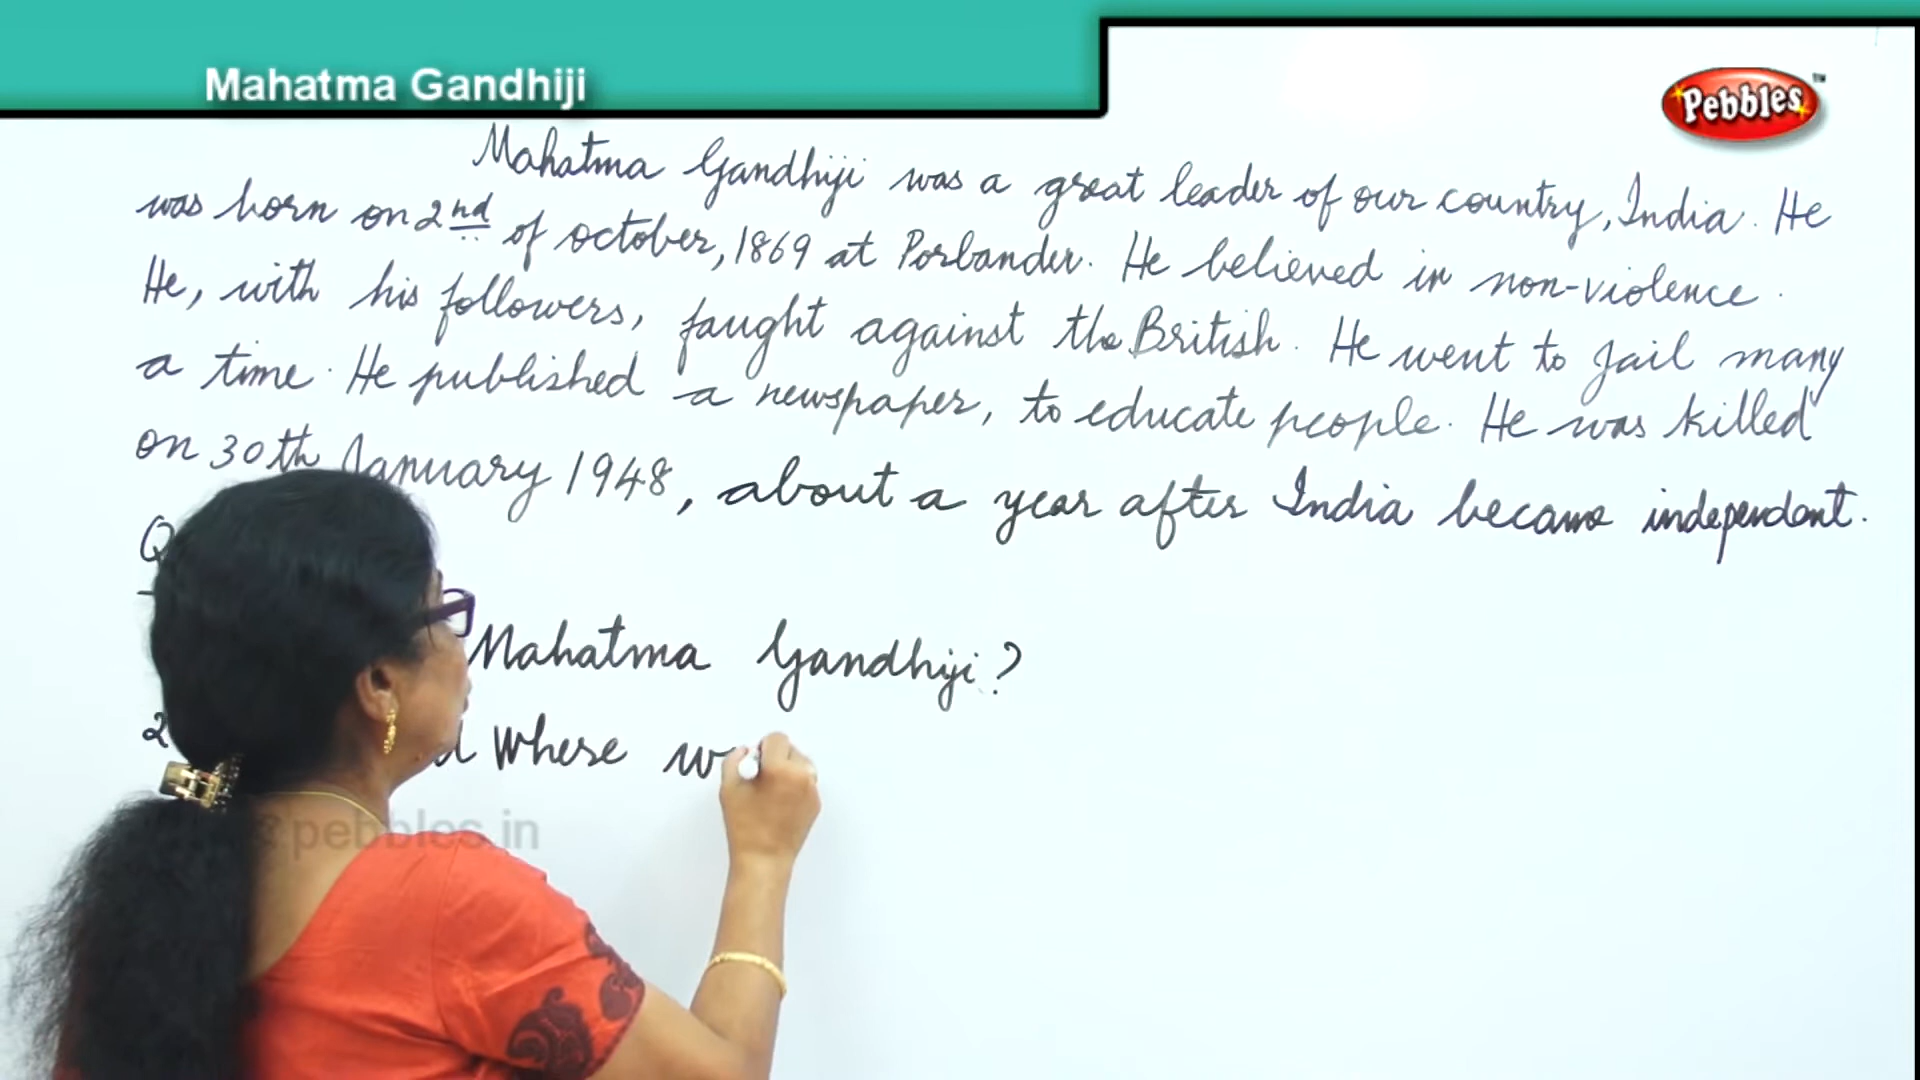 Mahatma Gandhiji
Pebbles™
Mahatma Gandhiji was a great leader of our country, India. He
was born on 2nd of october, 1869 at Porbander. He believed in non-violence.
He, with his followers, faught against the British. He went to jail many
a time. He published a newspaper, to educate people. He was killed
on 30th January 1948, about a year after India became independent.
Q
Mahatma Gandhiji?
2 Where w
@pebbles.in